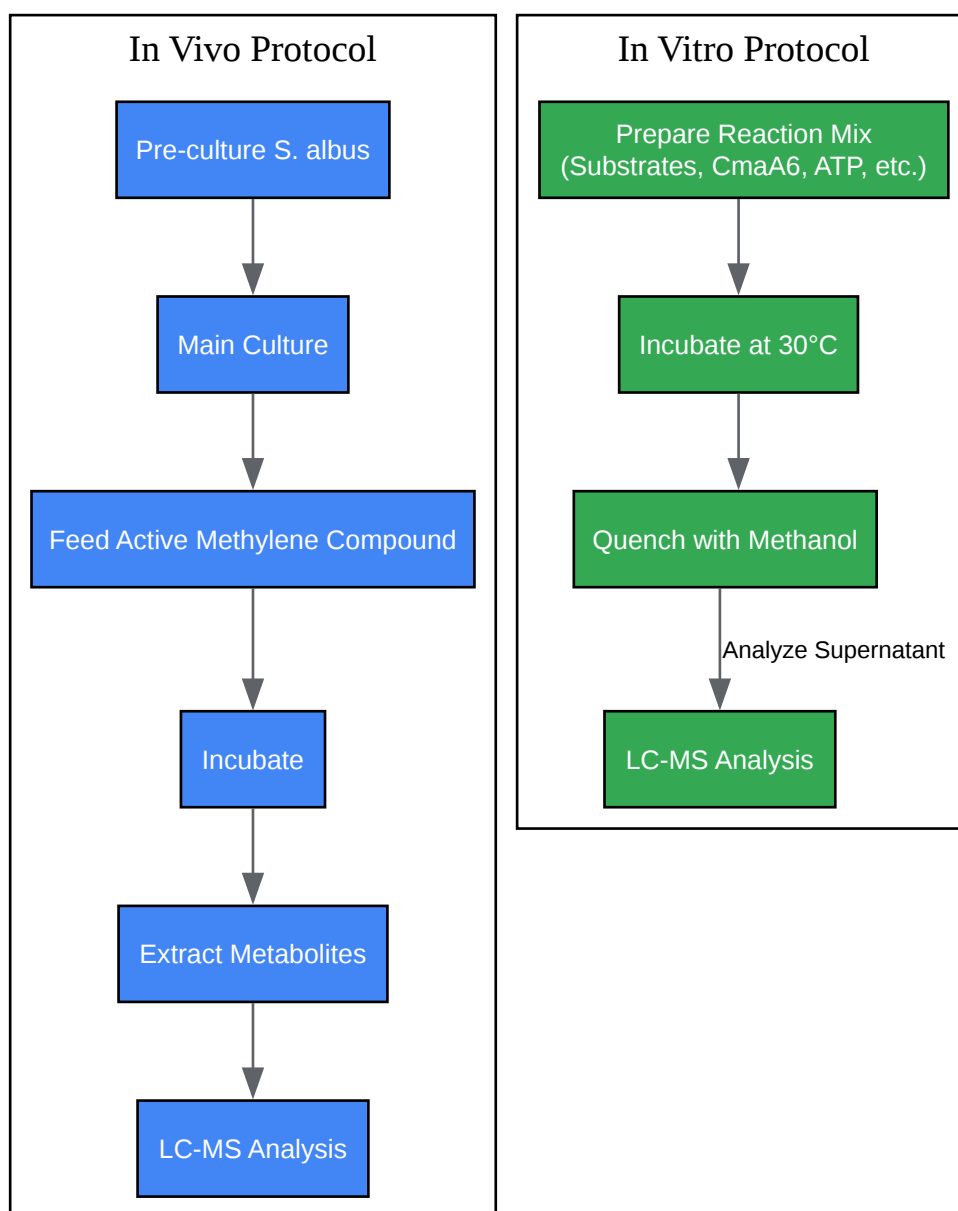 In Vivo Protocol
Pre-culture S. albus
Main Culture
Feed Active Methylene Compound
Incubate
Extract Metabolites
LC-MS Analysis
In Vitro Protocol
Prepare Reaction Mix
(Substrates, CmaA6, ATP, etc.)
Incubate at 30°C
Quench with Methanol
Analyze Supernatant
LC-MS Analysis